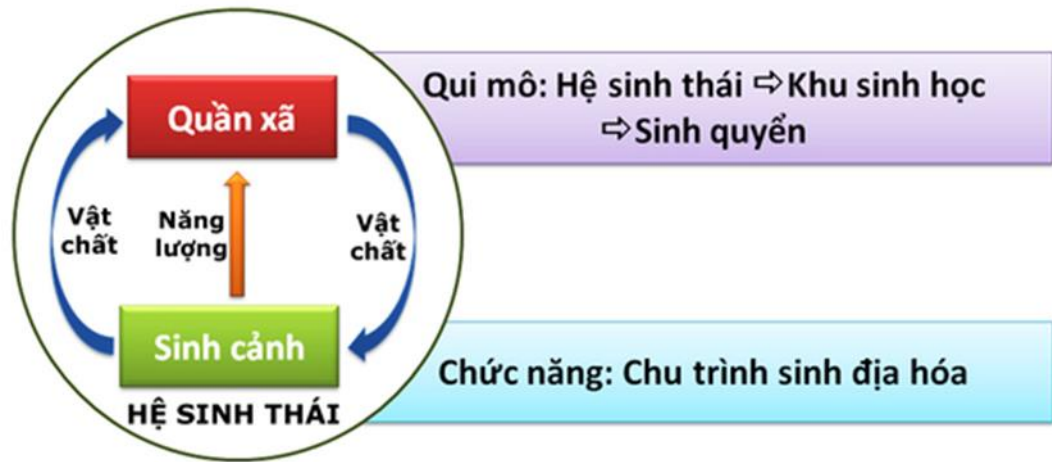 Quần xã
Vật
chất
Năng
lượng
Vật
chất
Sinh cảnh
HỆ SINH THÁI
Qui mô: Hệ sinh thái ⇨Khu sinh học
⇨Sinh quyển
Chức năng: Chu trình sinh địa hóa